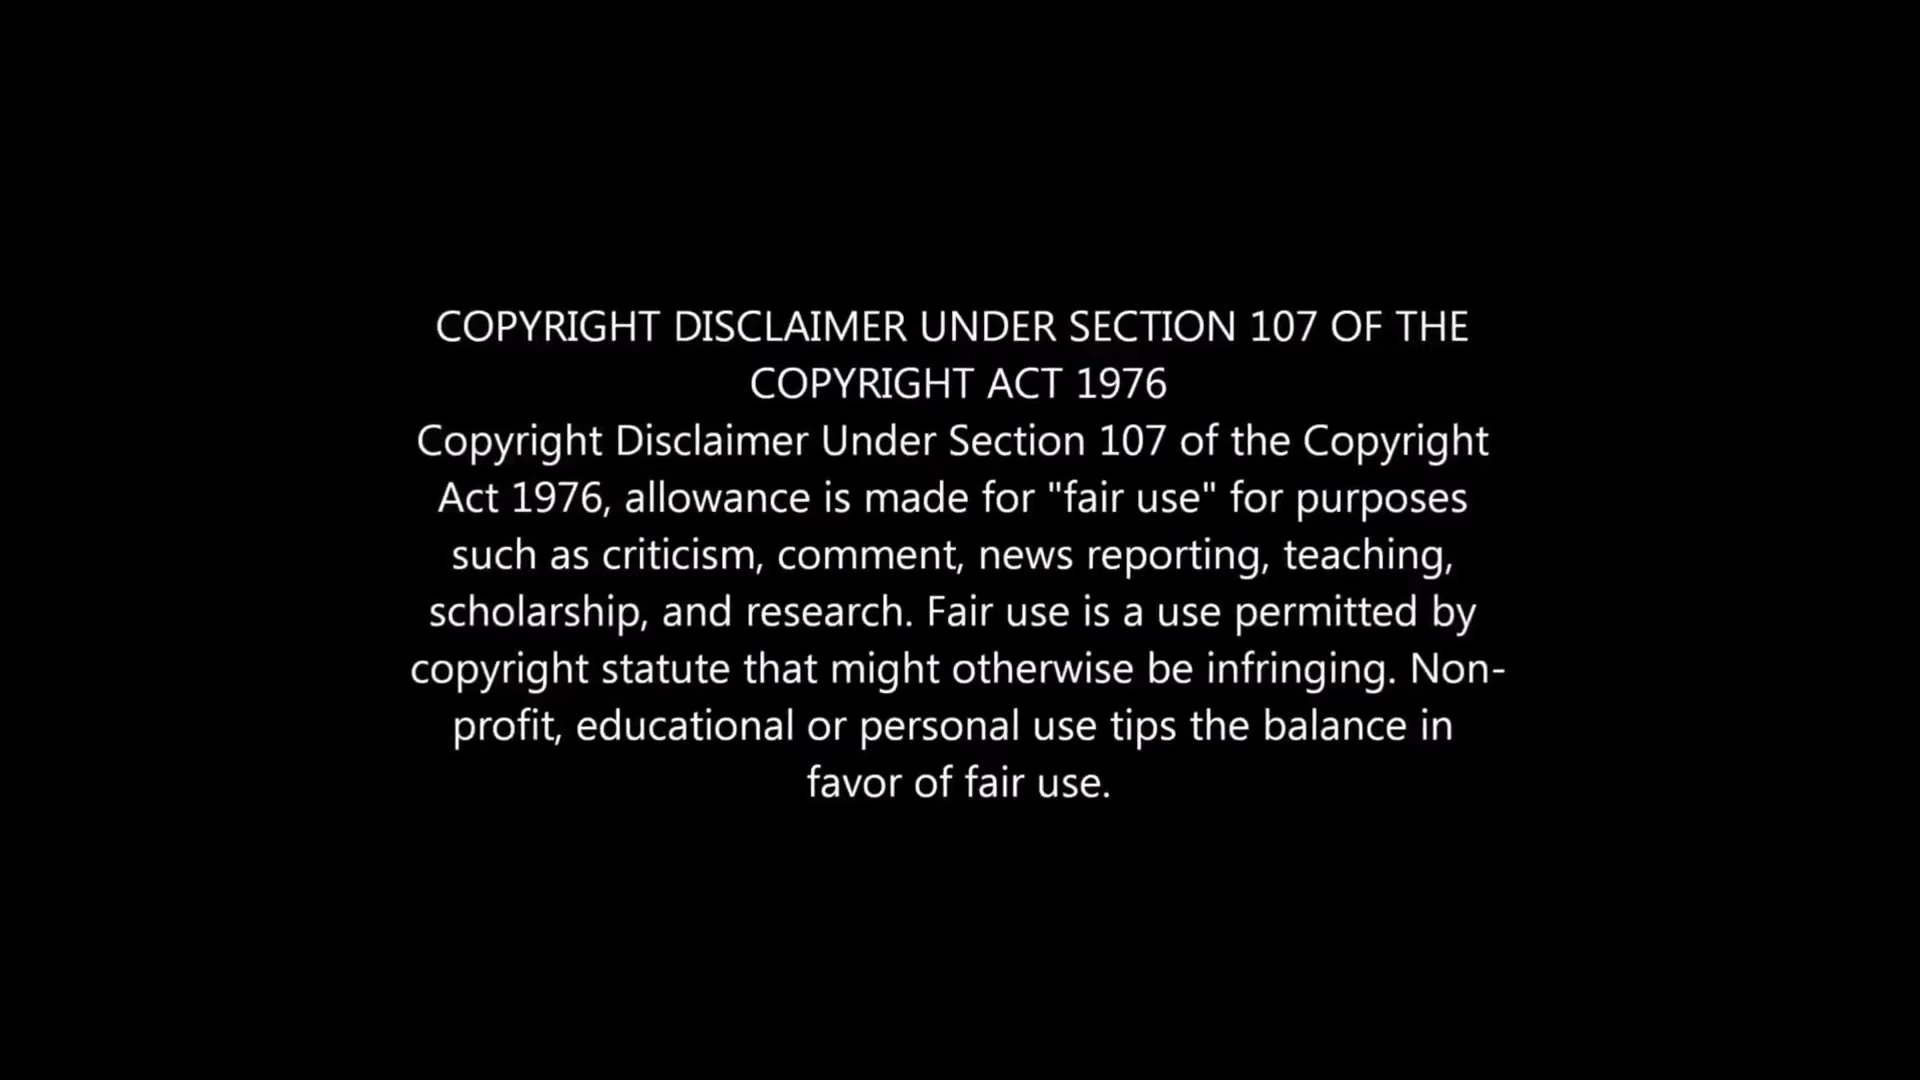 COPYRIGHT DISCLAIMER UNDER SECTION 107 OF THE
COPYRIGHT ACT 1976
Copyright Disclaimer Under Section 107 of the Copyright
Act 1976, allowance is made for "fair use" for purposes
such as criticism, comment, news reporting, teaching,
scholarship, and research. Fair use is a use permitted by
copyright statute that might otherwise be infringing. Non-
profit, educational or personal use tips the balance in
favor of fair use.